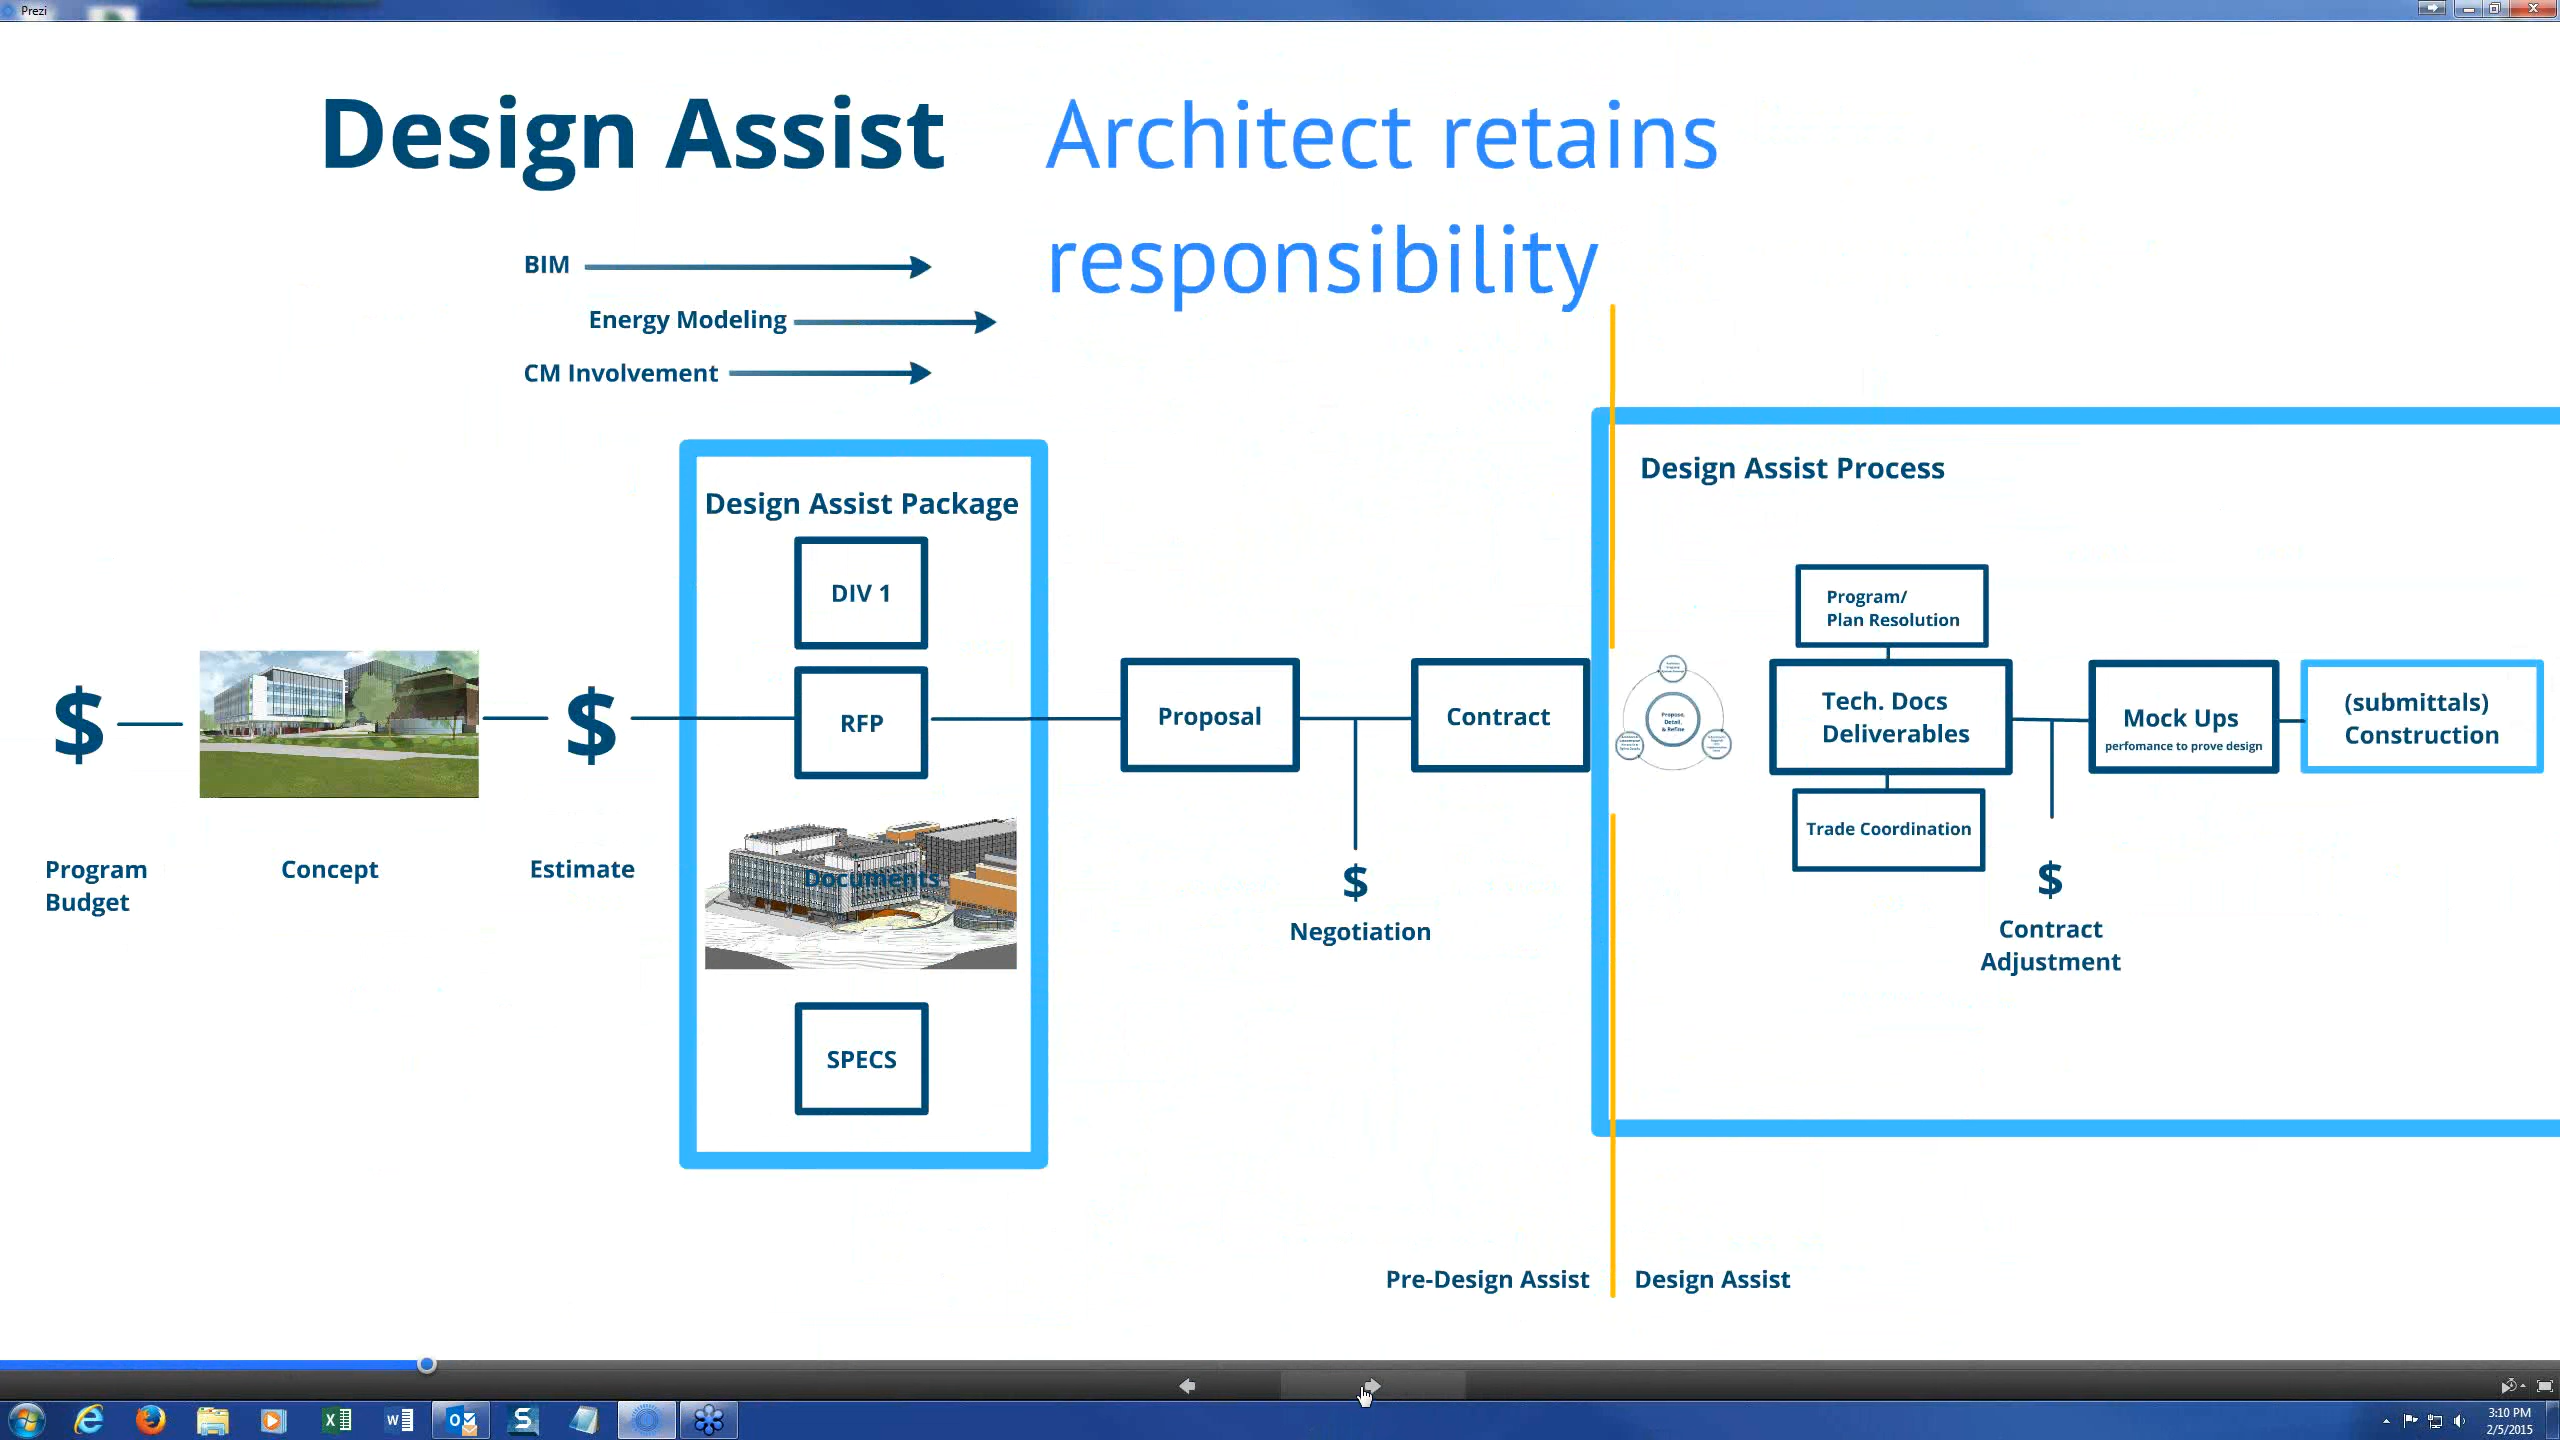 Prezi
Design Assist
Architect retains
responsibility
BIM
Energy Modeling
CM Involvement
Design Assist Package
DIV 1
RFP
Documents
SPECS
Program
Budget
Concept
Estimate
Proposal
Negotiation
Contract
Design Assist Process
Propose,
Detail,
& Refine
Program/
Plan Resolution
Tech. Docs
Deliverables
Trade Coordination
Contract
Adjustment
Mock Ups
perfomance to prove design
(submittals)
Construction
Pre-Design Assist
Design Assist
3:10 PM
2/5/2015